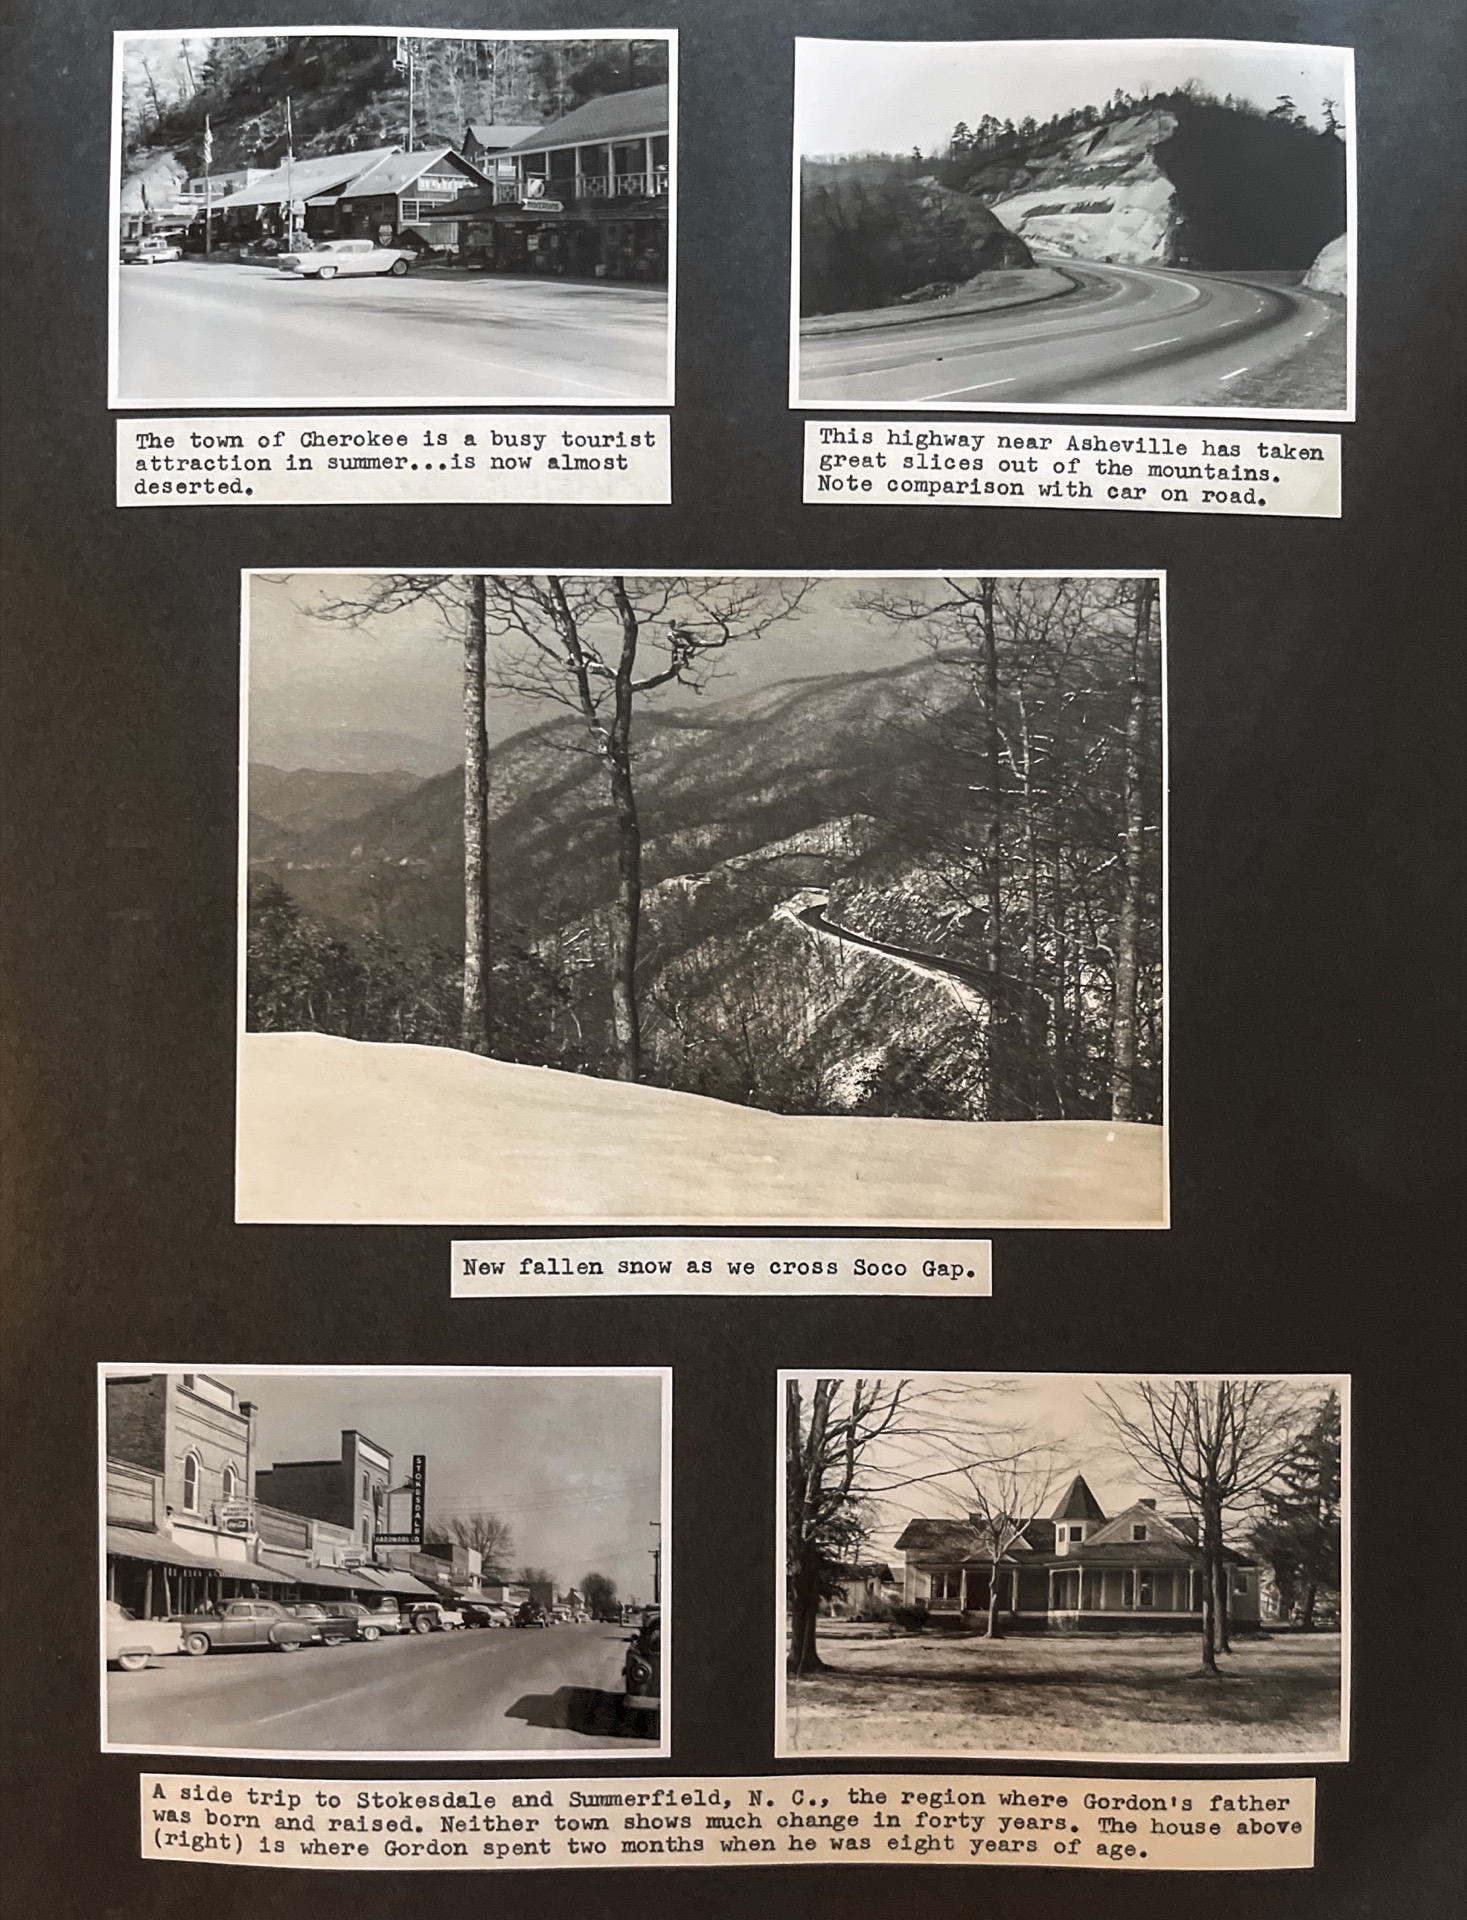 The town of Cherokee is a busy tourist
attraction in summer...is now almost
deserted.
This highway near Asheville has taken
great slices out of the mountains.
Note comparison with car on road.
New fallen snow as we cross Soco Gap.
STOKESDALE
HARDWARE CO
A side trip to Stokesdale and Summerfield, N. C., the region where Gordon's father
was born and raised. Neither town shows much change in forty years. The house above
(right) is where Gordon spent two months when he was eight years of age.